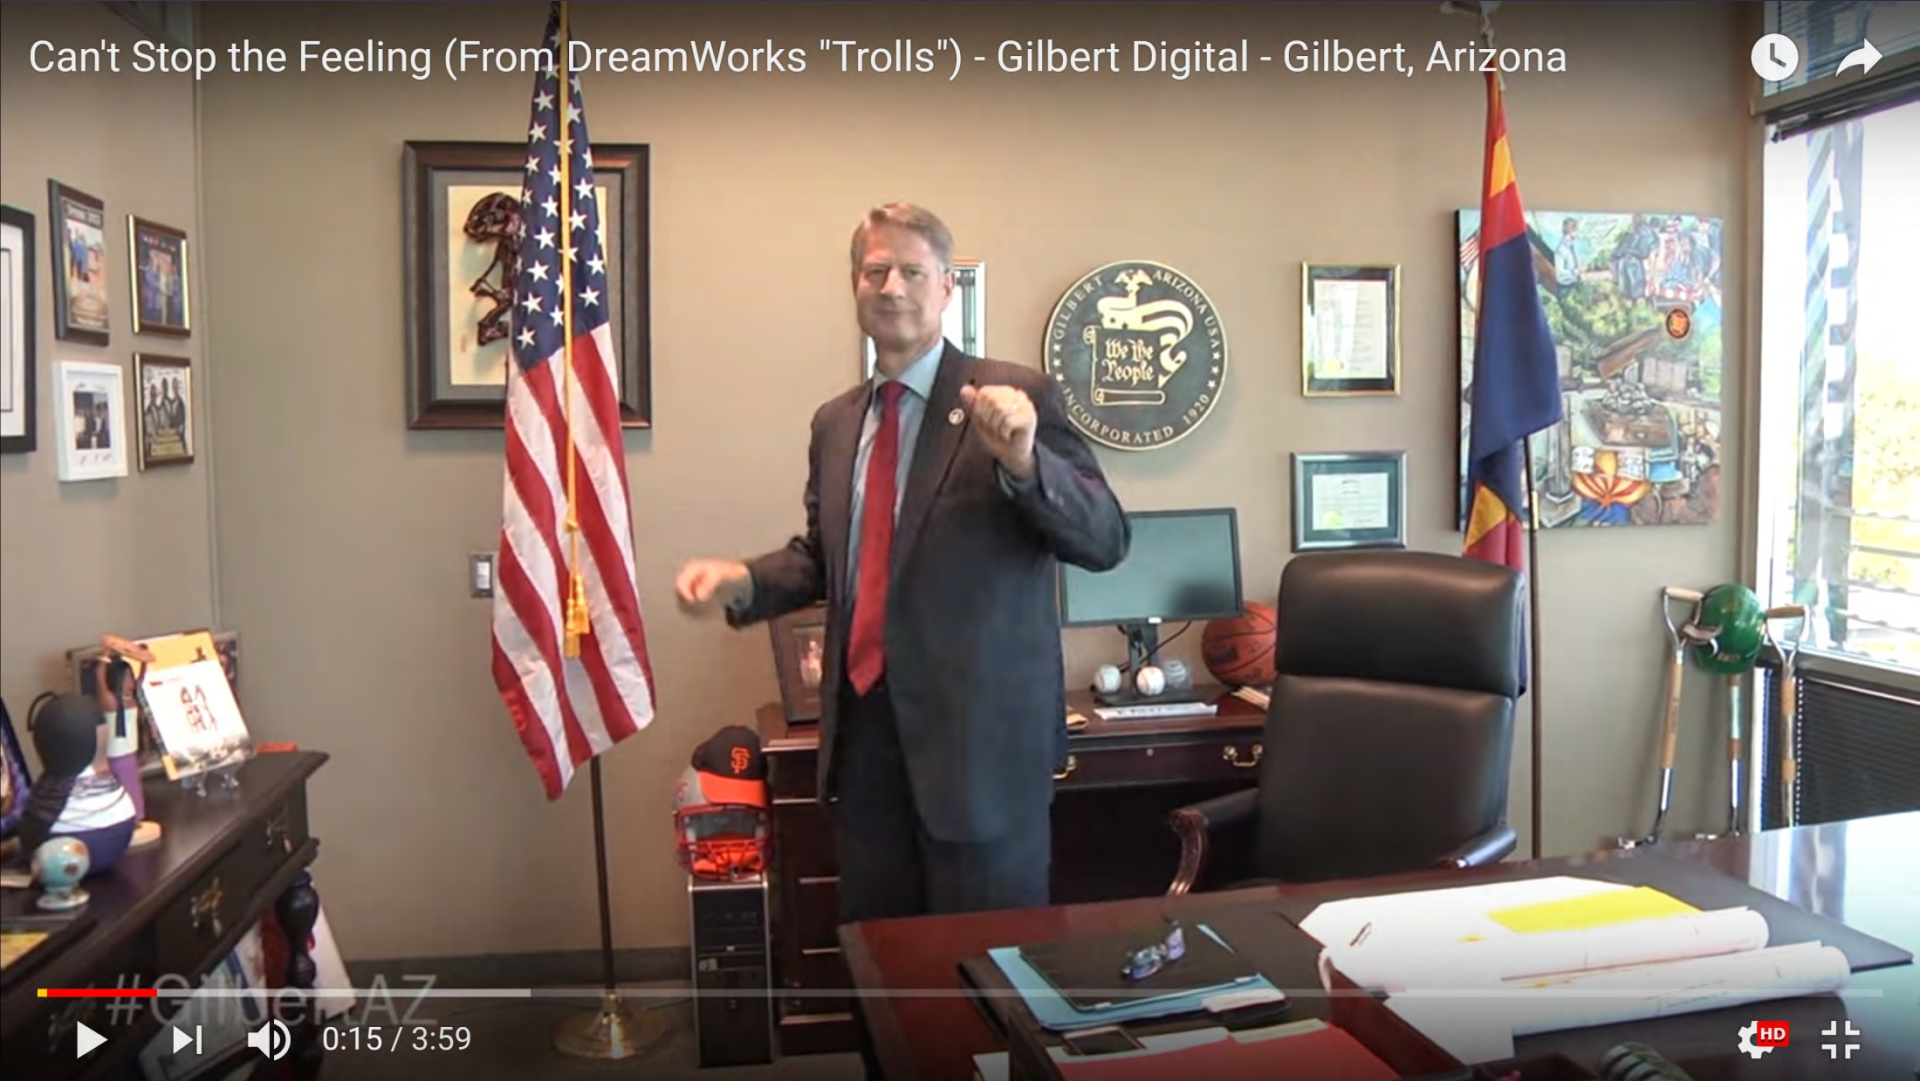 Can't Stop the Feeling (From DreamWorks "Trolls") - Gilbert Digital - Gilbert, Arizona
GILBERT ARIZONA USA
We the
People
INCORPORATED 1920
SF
#GilbertAZ
0:15 / 3:59
HD